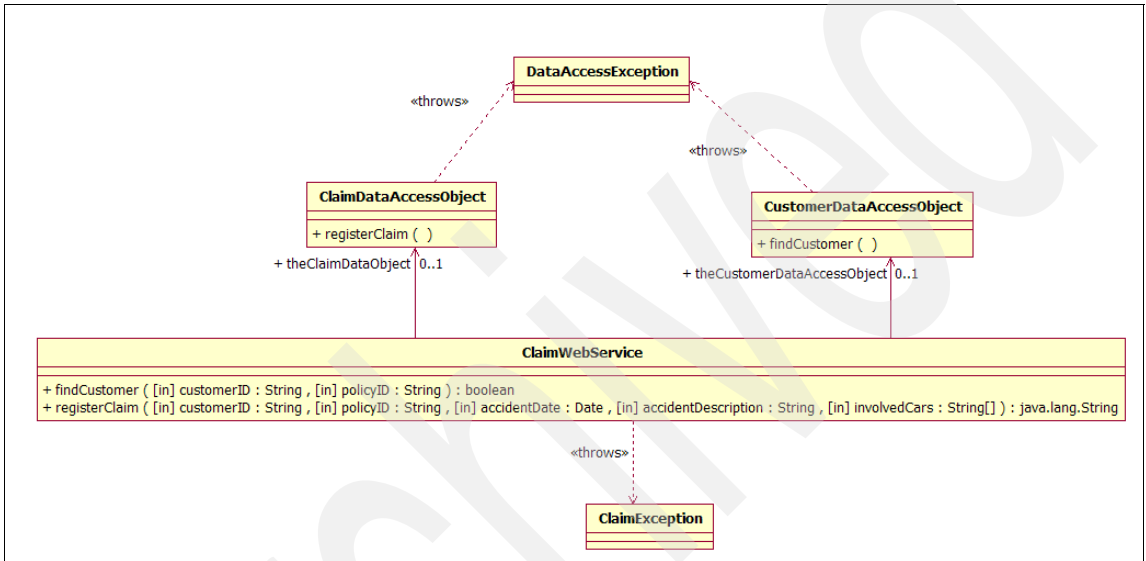 DataAccessException
«throws»
«throws»
ClaimDataAccessObject
+ registerClaim ( )
CustomerDataAccessObject
+ findCustomer ( )
+ theClaimDataObject 0..1
+ theCustomerDataAccessObject 0..1
ClaimWebService
+ findCustomer ( [in] customerID : String , [in] policyID : String ) : boolean
+ registerClaim ( [in] customerID : String , [in] policyID : String , [in] accidentDate : Date , [in] accidentDescription : String , [in] involvedCars : String[] ) : java.lang.String
«throws»
ClaimException